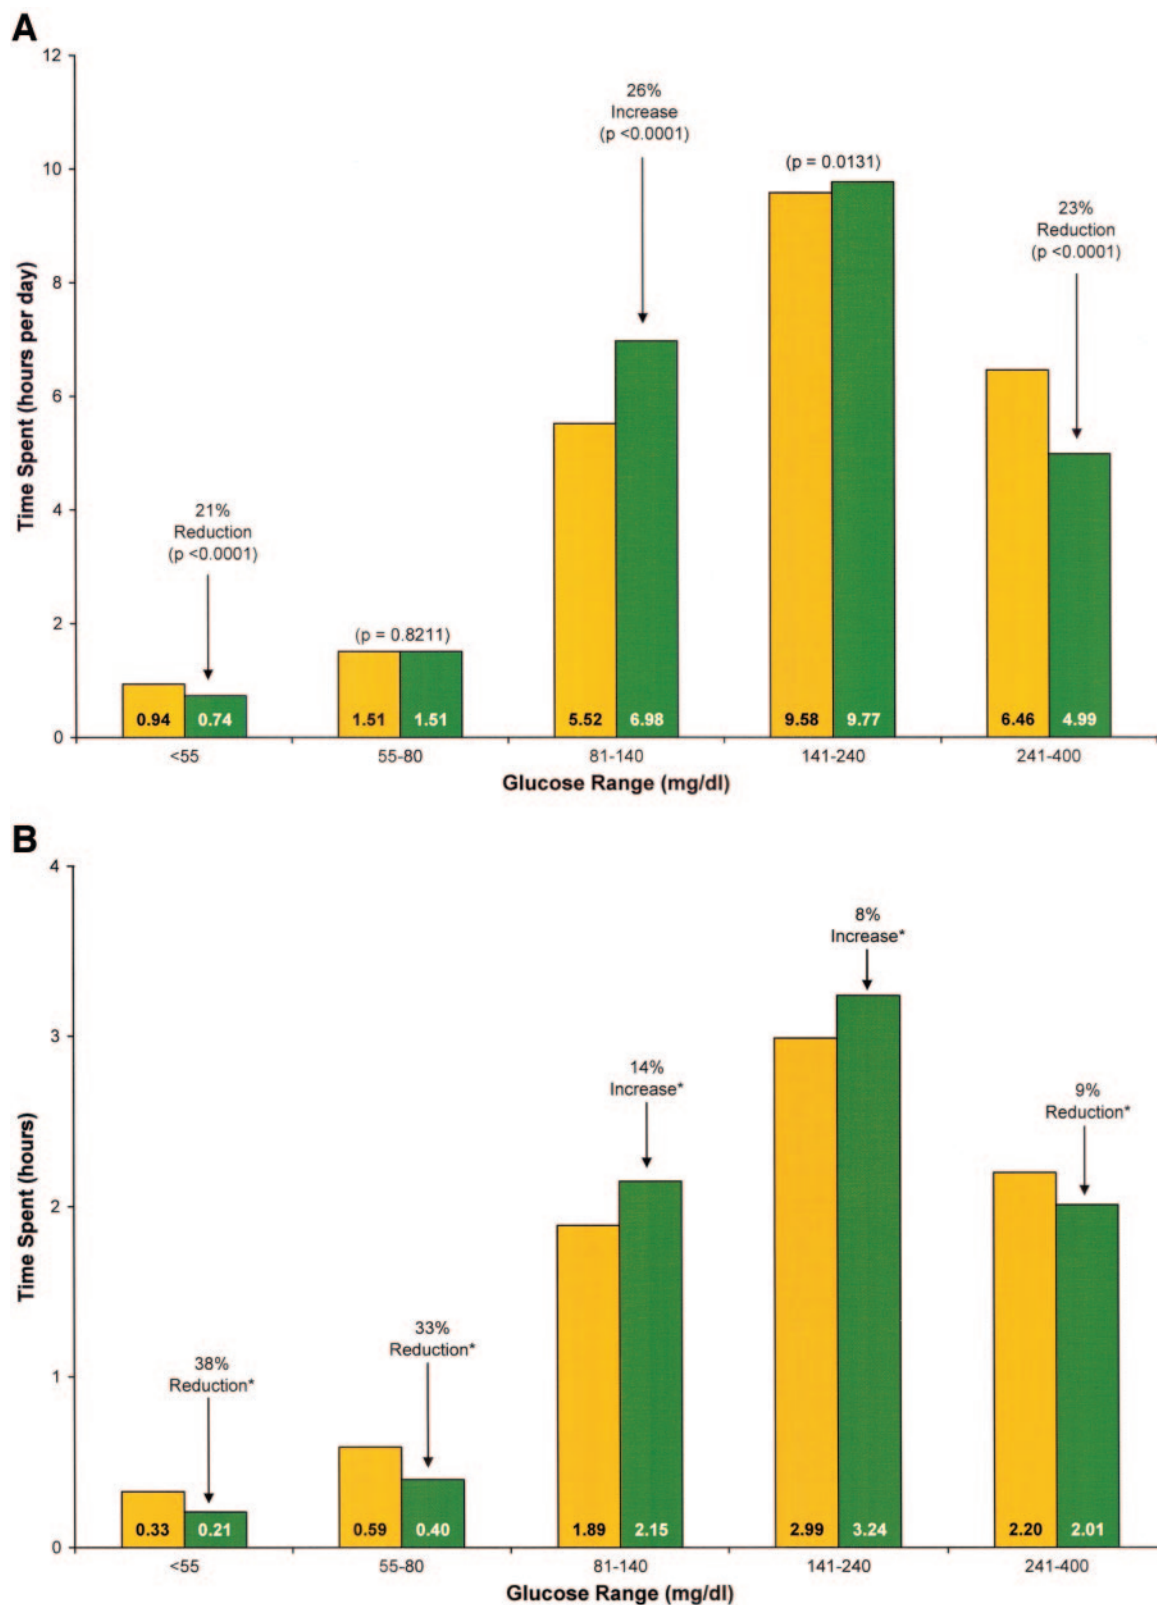 A
12
10
8
6
4
2
0
Time Spent (hours per day)
21%
Reduction
(p <0.0001)
(p = 0.8211)
26%
Increase
(p <0.0001)
(p = 0.0131)
23%
Reduction
(p <0.0001)
0.94 0.74 1.51 1.51 5.52 6.98 9.58 9.77 6.46 4.99
<55 55-80 81-140 141-240 241-400
Glucose Range (mg/dl)
B
4
3
2
1
0
Time Spent (hours)
38%
Reduction*
33%
Reduction*
14%
Increase*
8%
Increase*
9%
Reduction*
0.33 0.21 0.59 0.40 1.89 2.15 2.99 3.24 2.20 2.01
<55 55-80 81-140 141-240 241-400
Glucose Range (mg/dl)